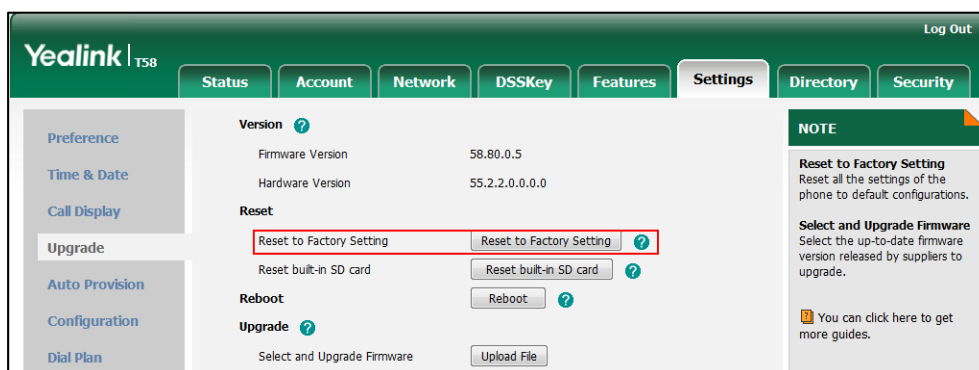 Log Out
Yealink T58
Status Account Network DSSKey Features Settings Directory Security
Preference
Time & Date
Call Display
Upgrade
Auto Provision
Configuration
Dial Plan
Version ?
Firmware Version 58.80.0.5
Hardware Version 55.2.2.0.0.0.0
Reset
Reset to Factory Setting Reset to Factory Setting ?
Reset built-in SD card Reset built-in SD card ?
Reboot Reboot ?
Upgrade ?
Select and Upgrade Firmware Upload File
NOTE
Reset to Factory Setting
Reset all the settings of the
phone to default configurations.
Select and Upgrade Firmware
Select the up-to-date firmware
version released by suppliers to
upgrade.
? You can click here to get
more guides.